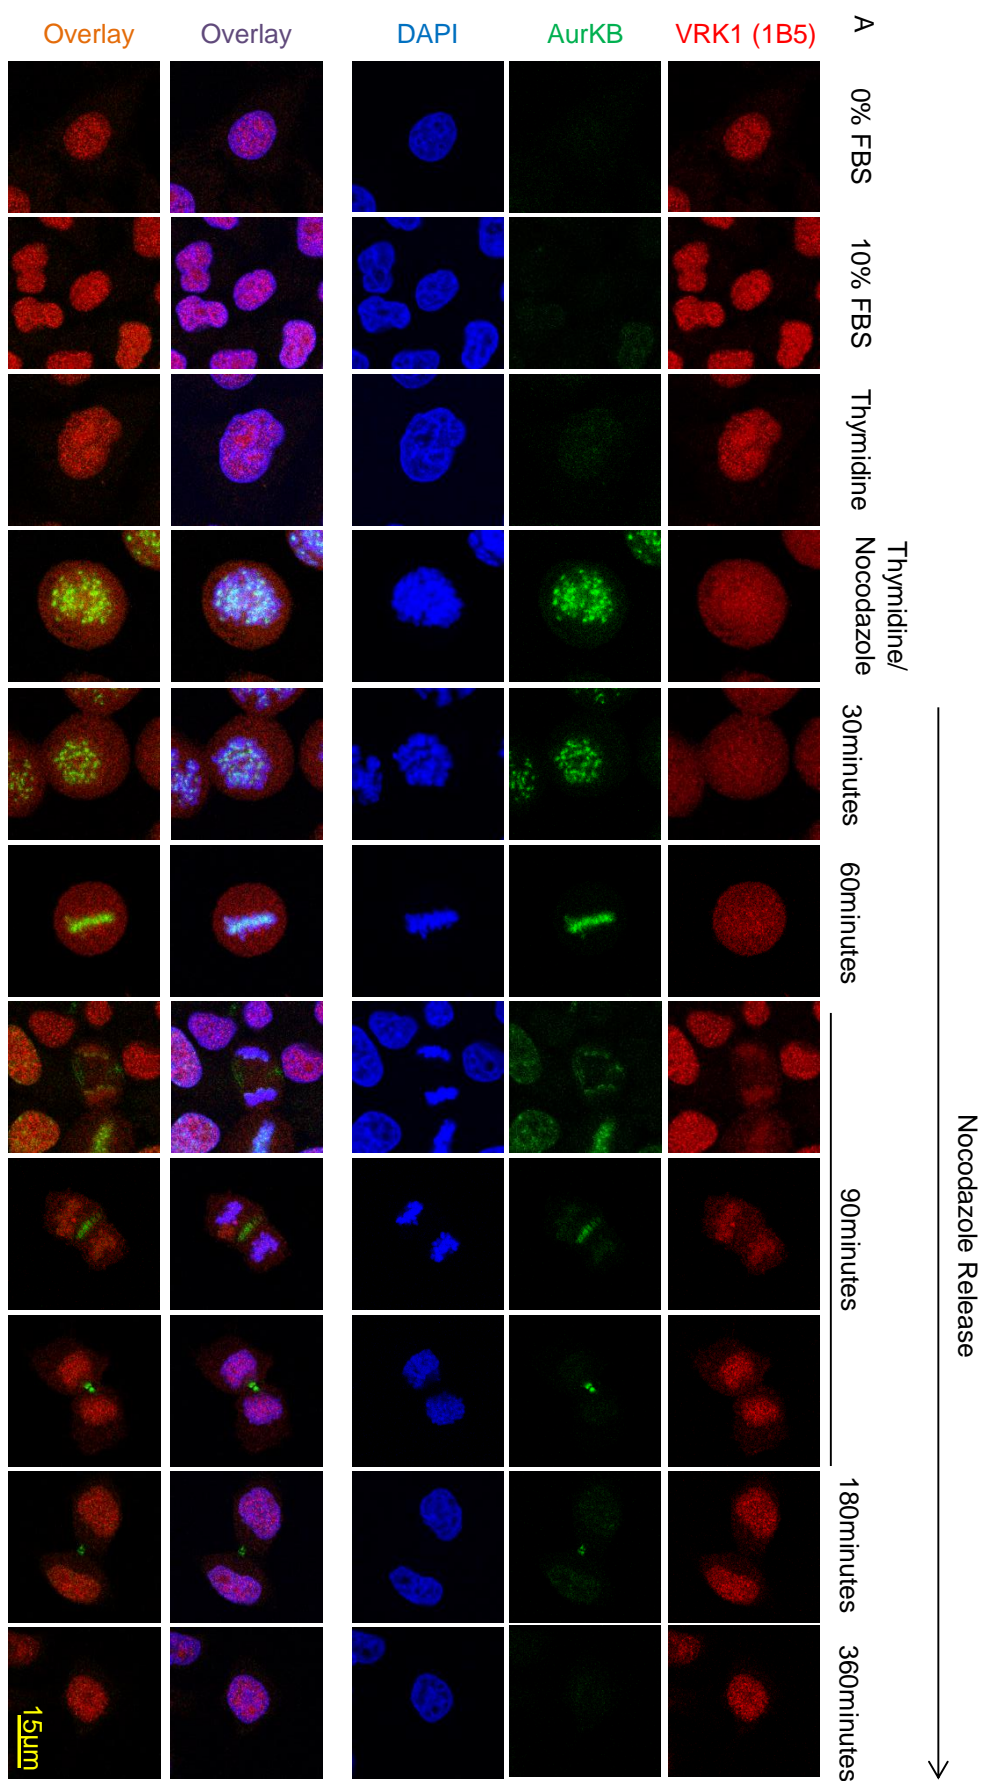 A
Overlay
Overlay
DAPI
AurKB
VRK1 (1B5)
0% FBS
10% FBS
Thymidine
Thymidine/
Nocodazole
30minutes
60minutes
90minutes
180minutes
360minutes
Nocodazole Release
15µm